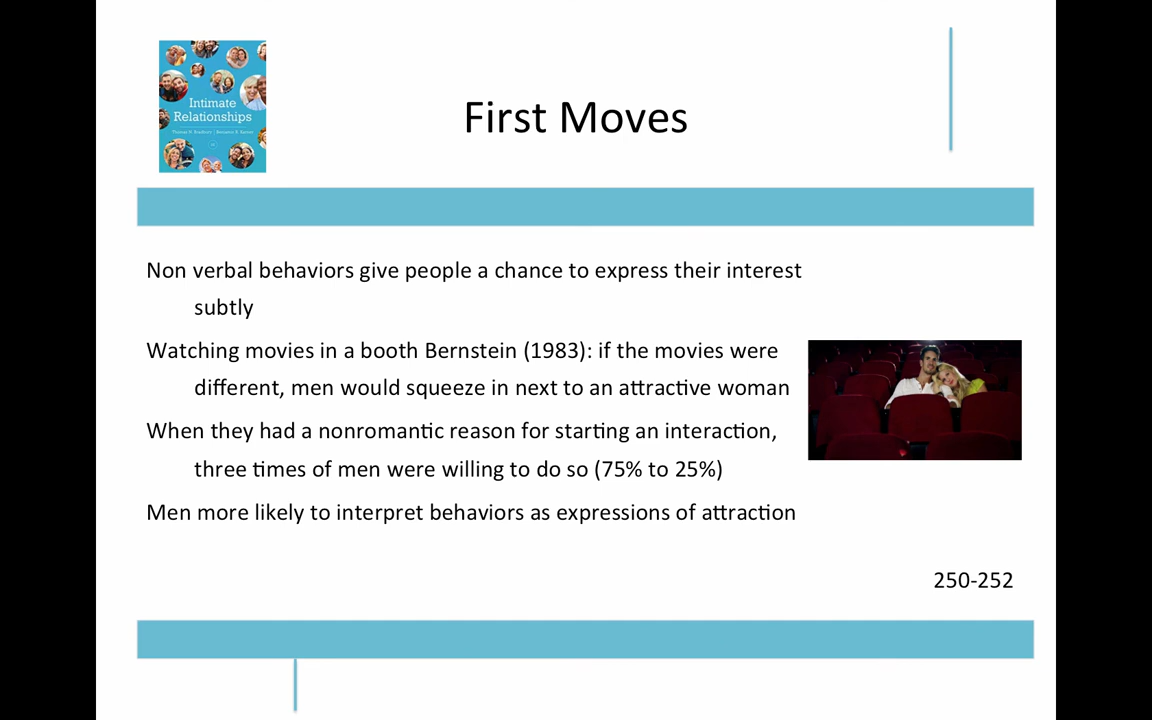 Intimate
Relationships
First Moves
Non verbal behaviors give people a chance to express their interest
subtly
Watching movies in a booth Bernstein (1983): if the movies were
different, men would squeeze in next to an attractive woman
When they had a nonromantic reason for starting an interaction,
three times of men were willing to do so (75% to 25%)
Men more likely to interpret behaviors as expressions of attraction
250-252